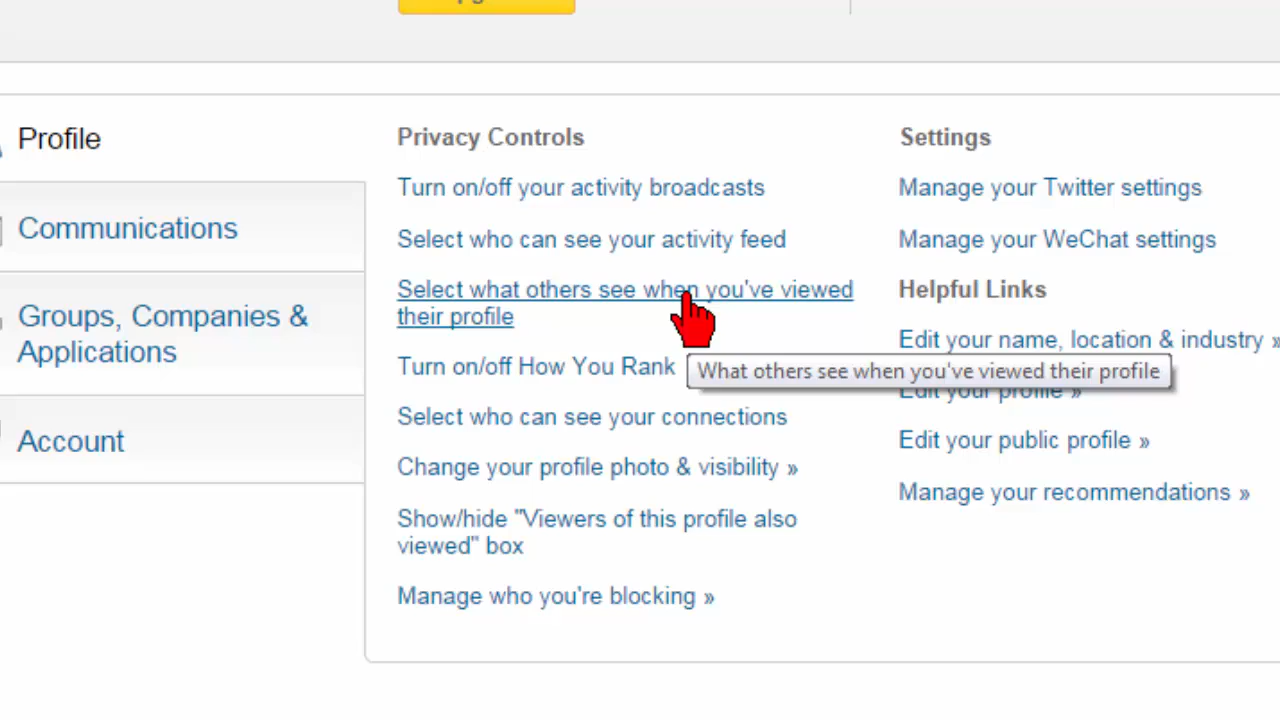 Profile
Communications
Groups, Companies &
Applications
Account
Privacy Controls
Turn on/off your activity broadcasts
Select who can see your activity feed
Select what others see when you've viewed
their profile
Turn on/off How You Rank
What others see when you've viewed their profile
Select who can see your connections
Change your profile photo & visibility »
Show/hide "Viewers of this profile also
viewed" box
Manage who you're blocking »
Settings
Manage your Twitter settings
Manage your WeChat settings
Helpful Links
Edit your name, location & industry »
Edit your profile »
Edit your public profile »
Manage your recommendations »